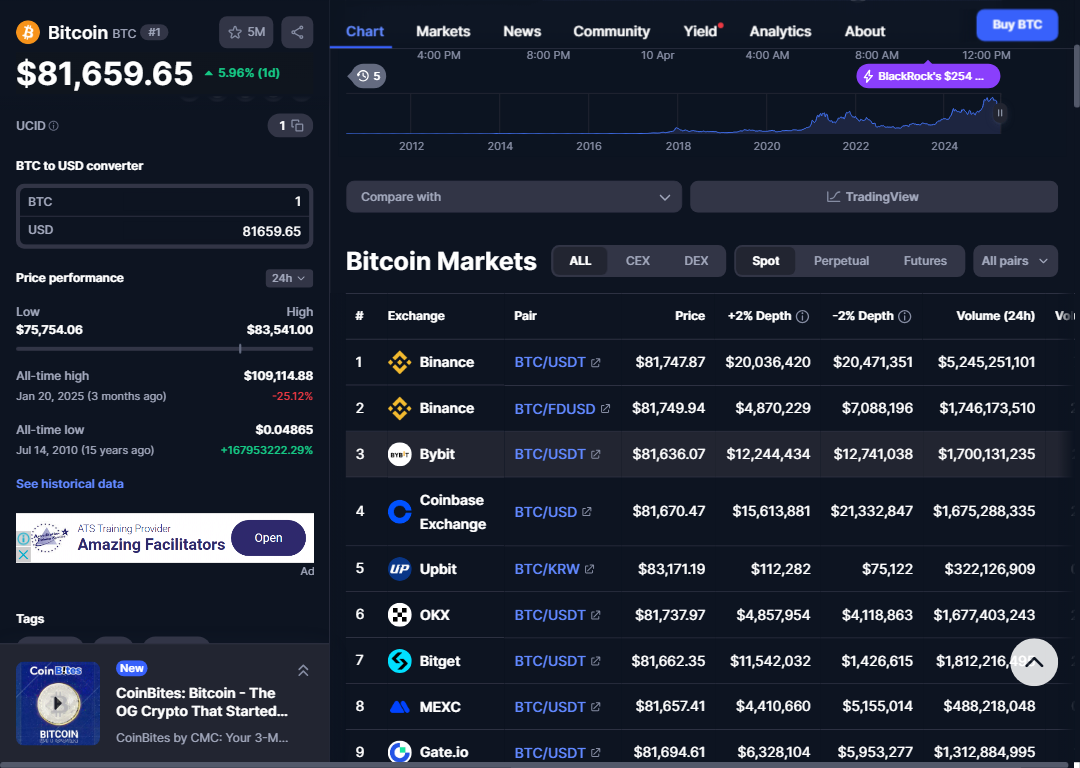 Bitcoin BTC #1
5M
$81,659.65 5.96% (1d)
UCID
1
BTC to USD converter
BTC 1
USD 81659.65
Price performance
24h
Low High
$75,754.06 $83,541.00
All-time high $109,114.88
Jan 20, 2025 (3 months ago) -25.12%
All-time low $0.04865
Jul 14, 2010 (15 years ago) +167953222.29%
See historical data
ATS Training Provider
Amazing Facilitators
Open
Ad
Tags
CoinBites
BITCOIN
New
CoinBites: Bitcoin - The
OG Crypto That Started...
CoinBites by CMC: Your 3-M...
Chart Markets News Community Yield Analytics About
Buy BTC
4:00 PM 8:00 PM 10 Apr 4:00 AM 8:00 AM 12:00 PM
5
BlackRock's $254 ...
2012 2014 2016 2018 2020 2022 2024
Compare with
TradingView
Bitcoin Markets
ALL CEX DEX
Spot Perpetual Futures
All pairs
# Exchange Pair Price +2% Depth -2% Depth Volume (24h)
1 Binance BTC/USDT $81,747.87 $20,036,420 $20,471,351 $5,245,251,101
2 Binance BTC/FDUSD $81,749.94 $4,870,229 $7,088,196 $1,746,173,510
3 BYBIT Bybit BTC/USDT $81,636.07 $12,244,434 $12,741,038 $1,700,131,235
4 Coinbase Exchange BTC/USD $81,670.47 $15,613,881 $21,332,847 $1,675,288,335
5 UP Upbit BTC/KRW $83,171.19 $112,282 $75,122 $322,126,909
6 OKX BTC/USDT $81,737.97 $4,857,954 $4,118,863 $1,677,403,243
7 Bitget BTC/USDT $81,662.35 $11,542,032 $1,426,615 $1,812,216,
8 MEXC BTC/USDT $81,657.41 $4,410,660 $5,155,014 $488,218,048
9 Gate.io BTC/USDT $81,694.61 $6,328,104 $5,953,277 $1,312,884,995